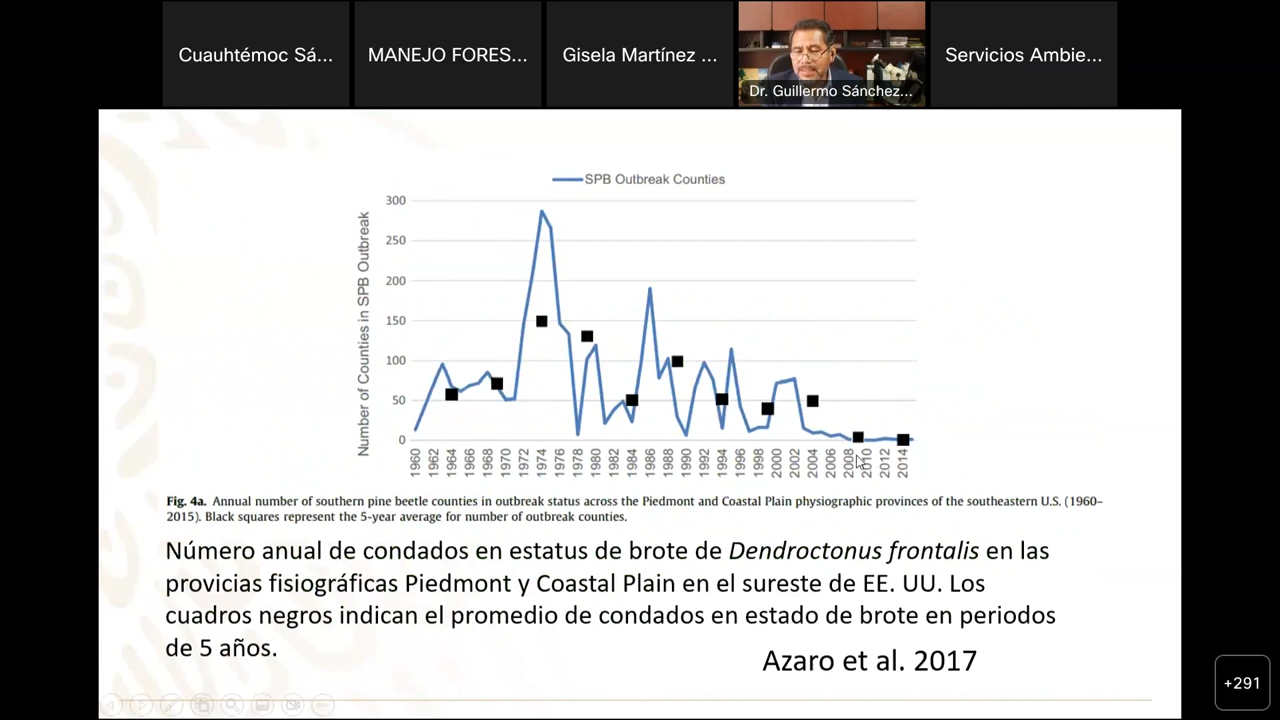 Cuauhtémoc Sá...
MANEJO FORES...
Gisela Martínez ...
Dr. Guillermo Sánchez...
Servicios Ambie...
SPB Outbreak Counties
Number of Counties in SPB Outbreak
300
250
200
150
100
50
0
1960
1962
1964
1966
1968
1970
1972
1974
1976
1978
1980
1982
1984
1986
1988
1990
1992
1994
1996
1998
2000
2002
2004
2006
2008
2010
2012
2014
Fig. 4a. Annual number of southern pine beetle counties in outbreak status across the Piedmont and Coastal Plain physiographic provinces of the southeastern U.S. (1960–
2015). Black squares represent the 5-year average for number of outbreak counties.
Número anual de condados en estatus de brote de Dendroctonus frontalis en las
provicias fisiográficas Piedmont y Coastal Plain en el sureste de EE. UU. Los
cuadros negros indican el promedio de condados en estado de brote en periodos
de 5 años.
Azaro et al. 2017
+291